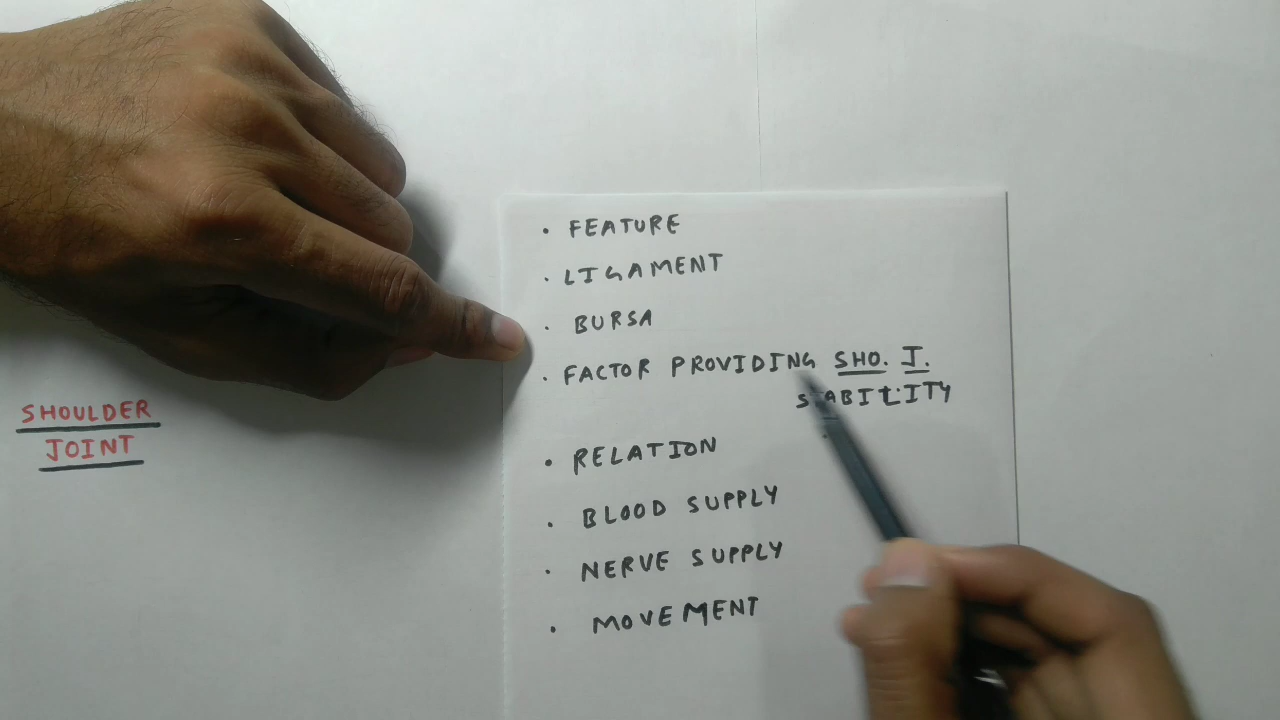 SHOULDER
JOINT
• FEATURE
• LIGAMENT
• BURSA
• FACTOR PROVIDING SHO. J.
STABILITY
• RELATION
• BLOOD SUPPLY
• NERVE SUPPLY
• MOVEMENT